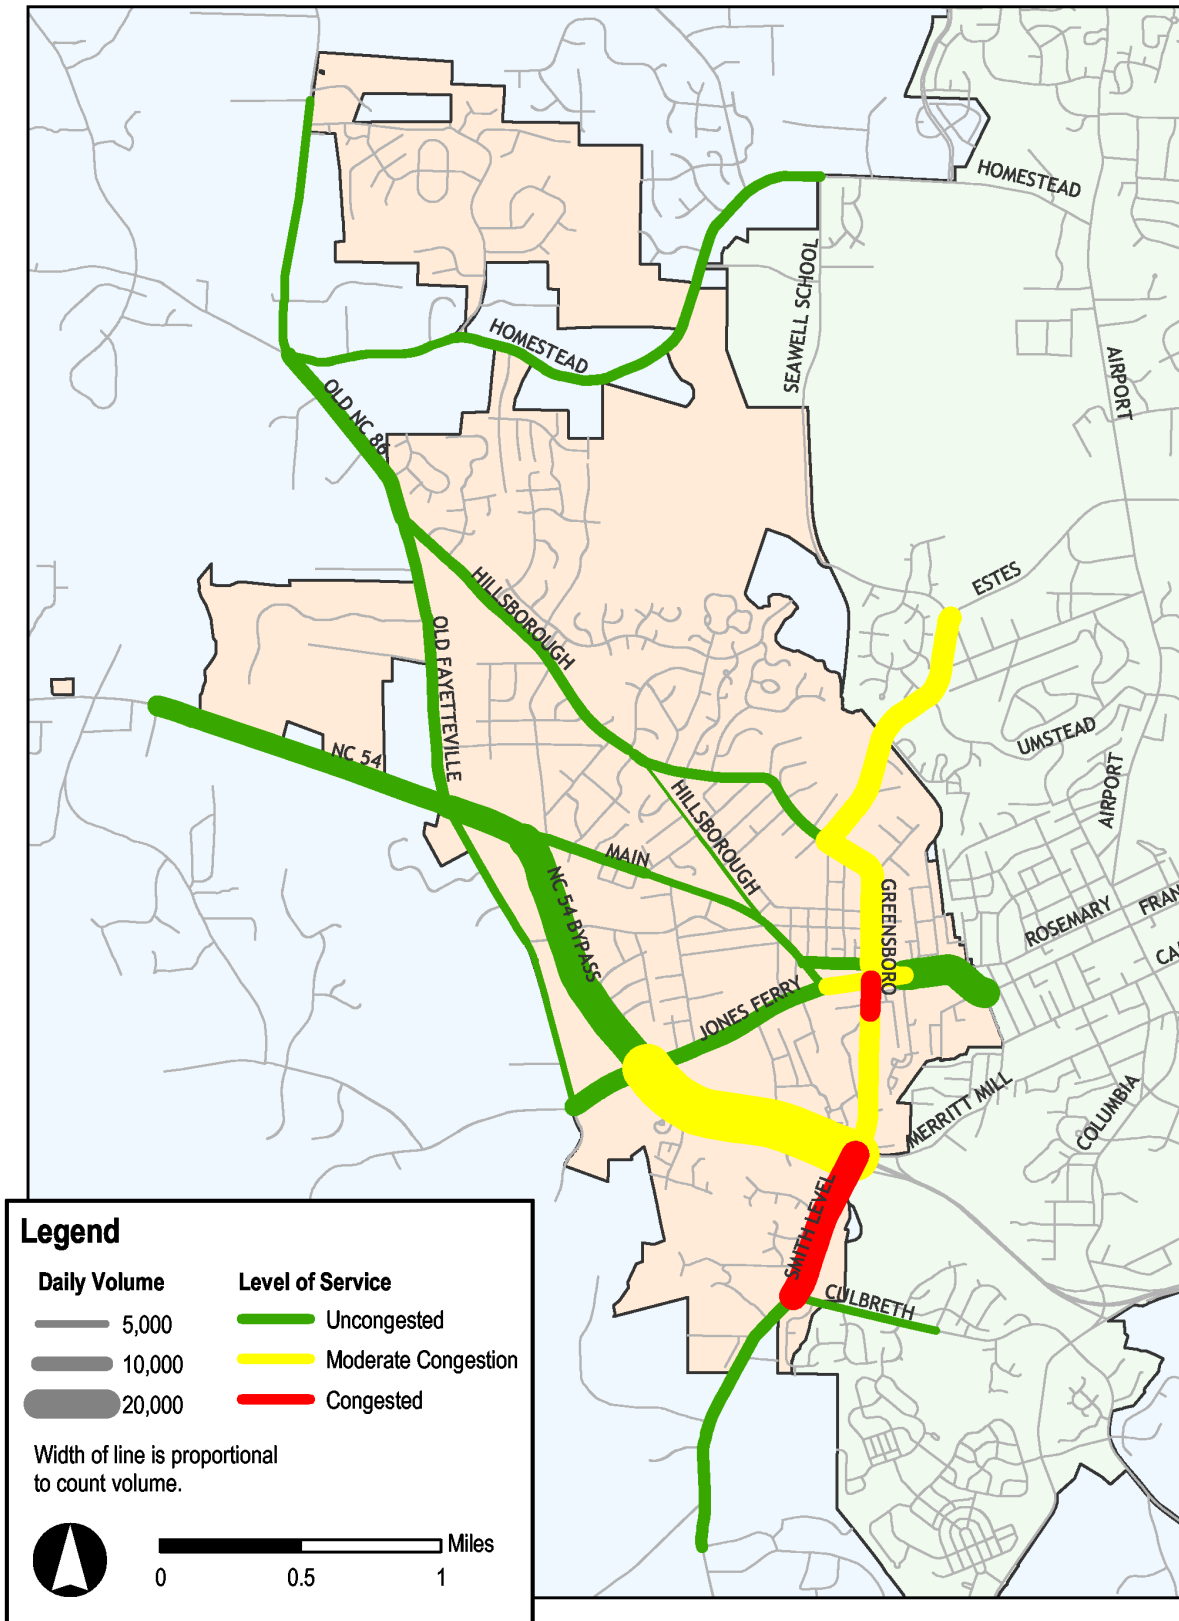 HOMESTEAD
SEAWELL SCHOOL
HOMESTEAD
AIRPORT
OLD NC 86
HILLSBOROUGH
ESTES
OLD FAYETTEVILLE
UMSTEAD
NC 54
HILLSBOROUGH
AIRPORT
MAIN
NC 54 BYPASS
GREENSBORO
ROSEMARY
FRAN
CA
JONES FERRY
MERRITT MILL
COLUMBIA
SMITH LEVEL
CULBRETH
Legend
Daily Volume
5,000
10,000
20,000
Level of Service
Uncongested
Moderate Congestion
Congested
Width of line is proportional
to count volume.
Miles
0 0.5 1